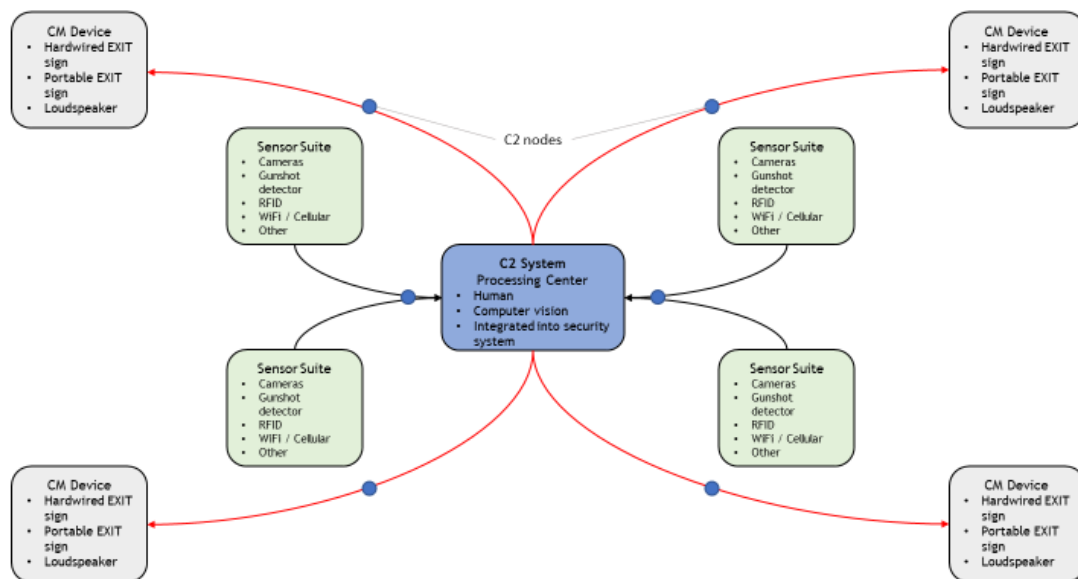 CM Device
• Hardwired EXIT
sign
• Portable EXIT
sign
• Loudspeaker
CM Device
• Hardwired EXIT
sign
• Portable EXIT
sign
• Loudspeaker
C2 nodes
Sensor Suite
• Cameras
• Gunshot
detector
• RFID
• WiFi / Cellular
• Other
Sensor Suite
• Cameras
• Gunshot
detector
• RFID
• WiFi / Cellular
• Other
C2 System
Processing Center
• Human
• Computer vision
• Integrated into security
system
Sensor Suite
• Cameras
• Gunshot
detector
• RFID
• WiFi / Cellular
• Other
Sensor Suite
• Cameras
• Gunshot
detector
• RFID
• WiFi / Cellular
• Other
CM Device
• Hardwired EXIT
sign
• Portable EXIT
sign
• Loudspeaker
CM Device
• Hardwired EXIT
sign
• Portable EXIT
sign
• Loudspeaker